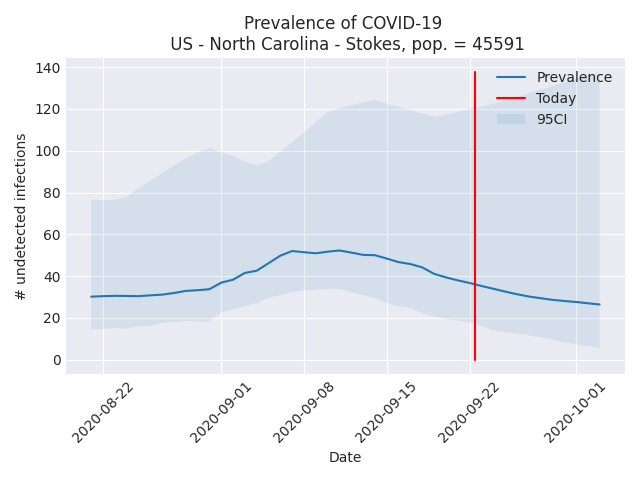 Prevalence of COVID-19
US - North Carolina - Stokes, pop. = 45591
140
120
100
80
60
40
20
0
# undetected infections
Prevalence
Today
95CI
2020-08-22
2020-09-01
2020-09-08
2020-09-15
2020-09-22
2020-10-01
Date